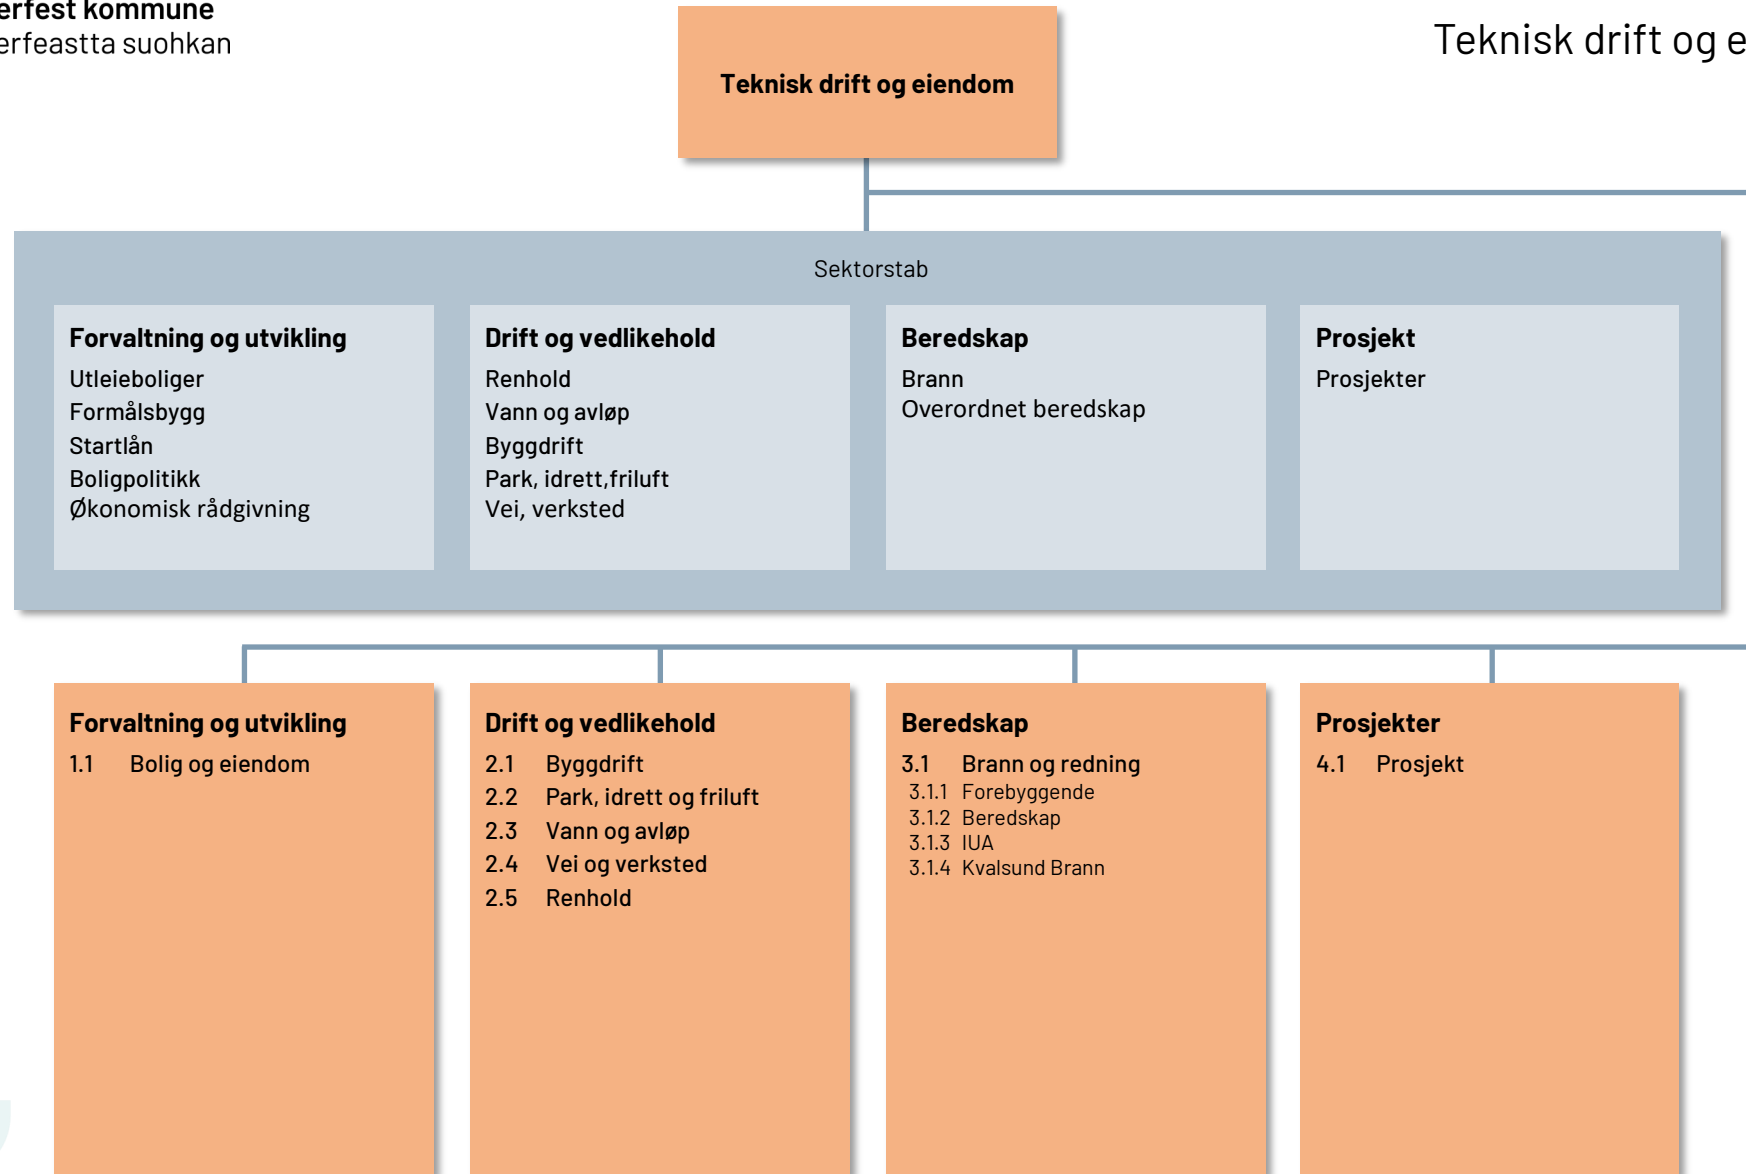 erfest kommune
erfeastta suohkan
Teknisk drift og e
Teknisk drift og eiendom
Sektorstab
Forvaltning og utvikling
Utleieboliger
Formålsbygg
Startlån
Boligpolitikk
Økonomisk rådgivning
Drift og vedlikehold
Renhold
Vann og avløp
Byggdrift
Park, idrett,friluft
Vei, verksted
Beredskap
Brann
Overordnet beredskap
Prosjekt
Prosjekter
Forvaltning og utvikling
1.1 Bolig og eiendom
Drift og vedlikehold
2.1 Byggdrift
2.2 Park, idrett og friluft
2.3 Vann og avløp
2.4 Vei og verksted
2.5 Renhold
Beredskap
3.1 Brann og redning
3.1.1 Forebyggende
3.1.2 Beredskap
3.1.3 IUA
3.1.4 Kvalsund Brann
Prosjekter
4.1 Prosjekt